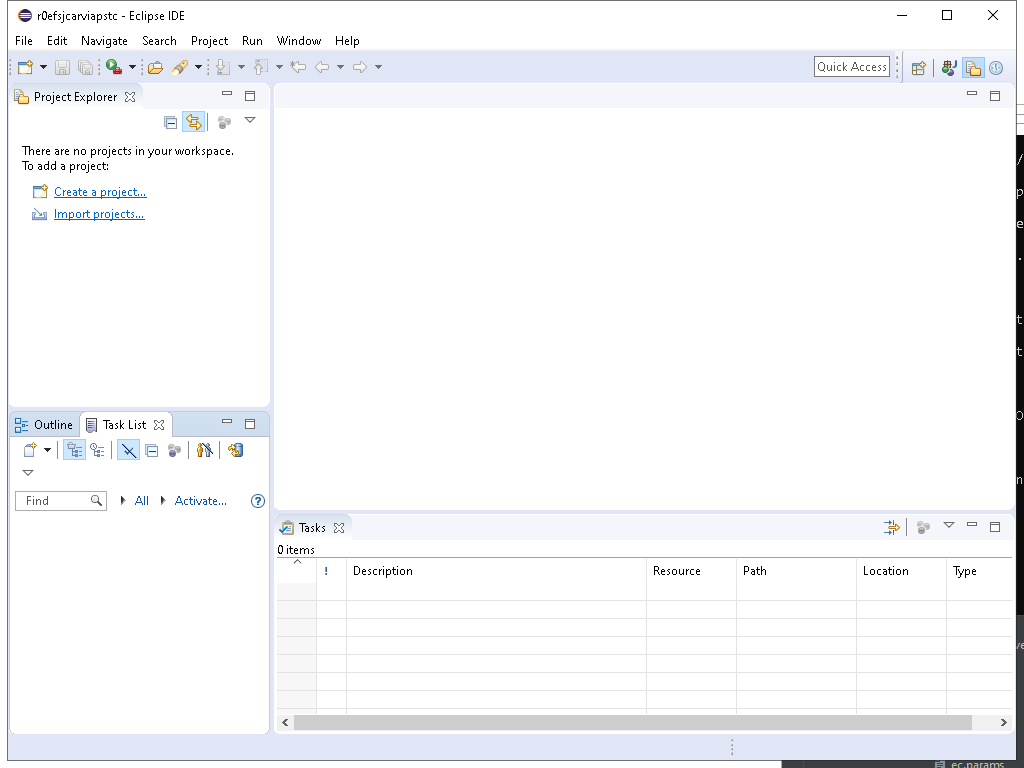 r0efsjcarviapstc - Eclipse IDE
File Edit Navigate Search Project Run Window Help
Quick Access
Project Explorer
There are no projects in your workspace.
To add a project:
Create a project...
Import projects...
Outline Task List
Find All Activate...
Tasks
0 items
! Description Resource Path Location Type
ec.params